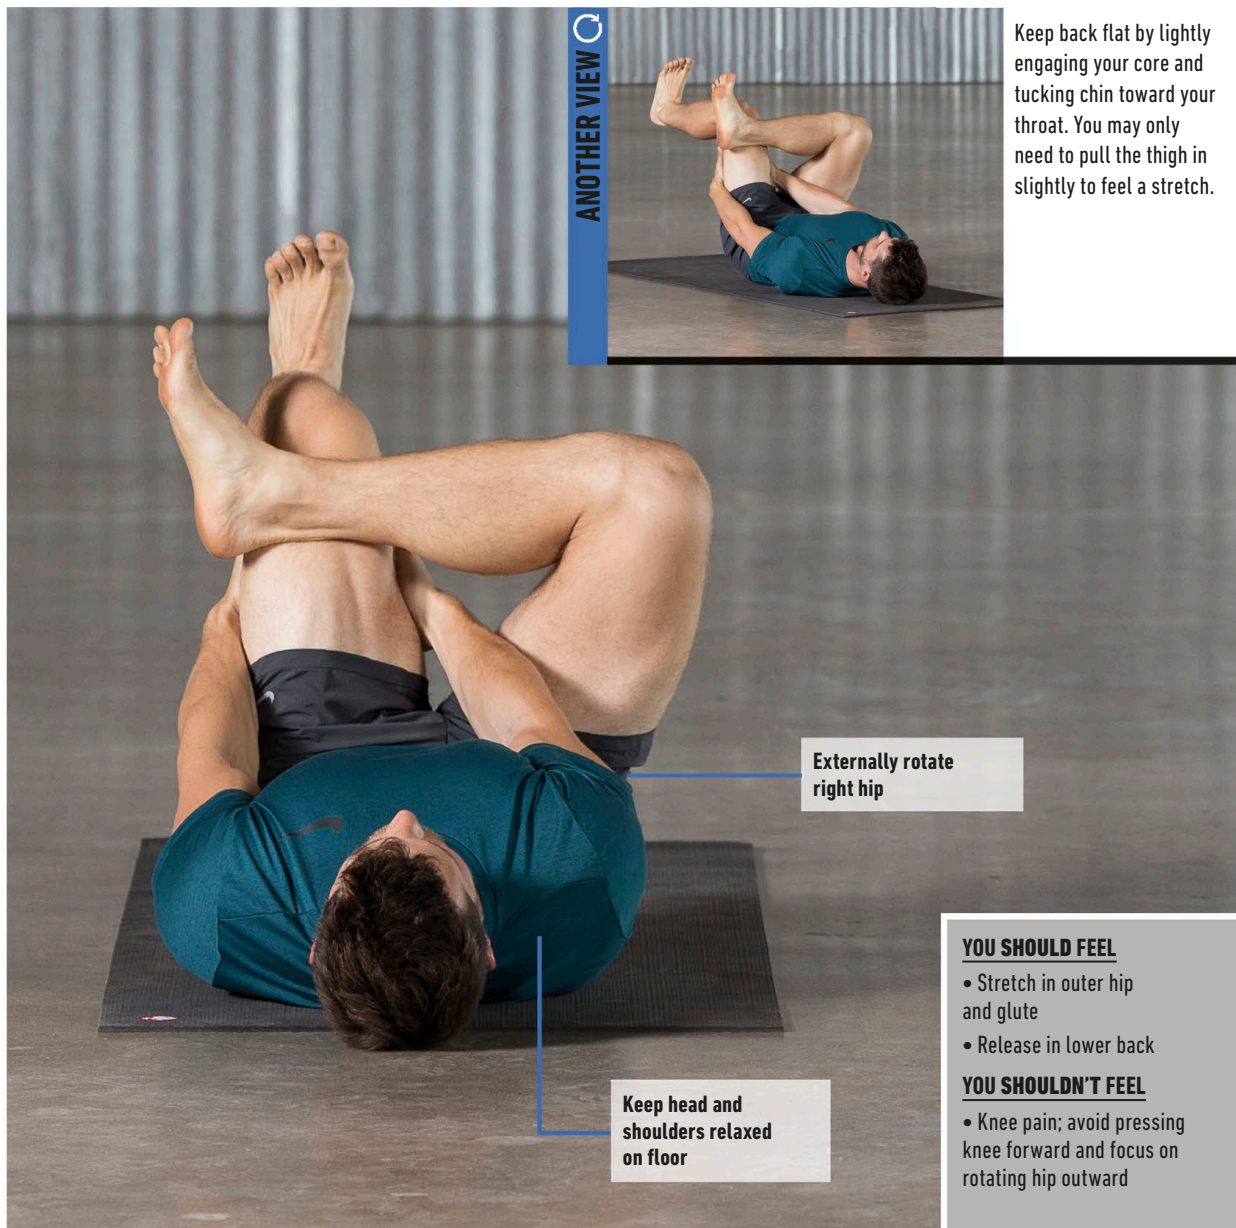 ANOTHER VIEW
Keep back flat by lightly
engaging your core and
tucking chin toward your
throat. You may only
need to pull the thigh in
slightly to feel a stretch.
Externally rotate
right hip
Keep head and
shoulders relaxed
on floor
YOU SHOULD FEEL
• Stretch in outer hip
and glute
• Release in lower back
YOU SHOULDN'T FEEL
• Knee pain; avoid pressing
knee forward and focus on
rotating hip outward